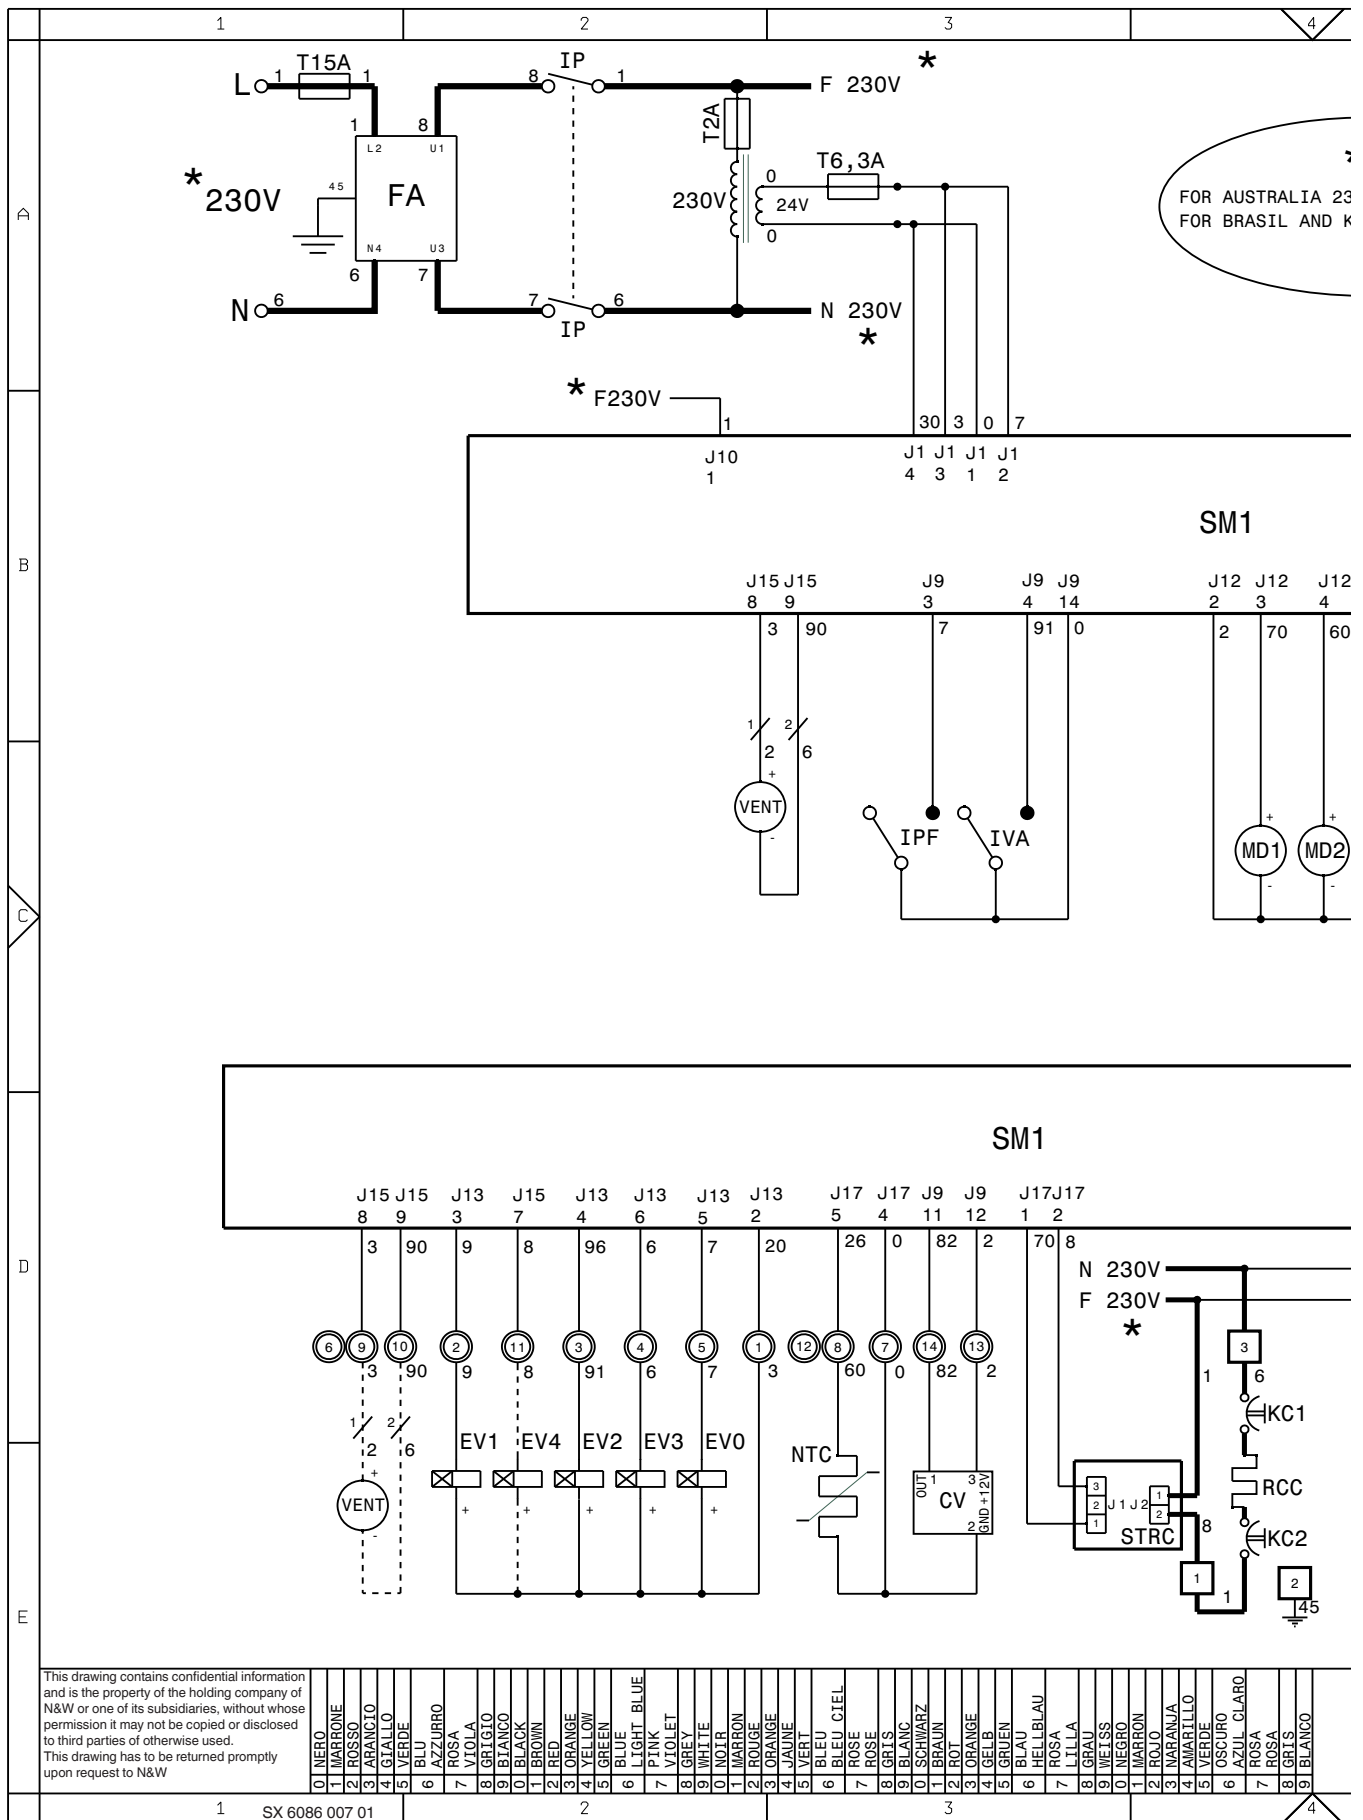 1 2 3 4
L 1 T15A 1
8 IP 1
F 230V *
1 8
L2 U1
T2A
* 230V
45 FA
N4 U3
6 7
N 6
7 6
IP
N 230V
*
230V
0 T6,3A
24V
0
*
FOR AUSTRALIA 23
FOR BRASIL AND K
A
* F230V
1
30 3 0 7
J10 J1 J1 J1 J1
1 4 3 1 2
SM1
B
J15 J15 J9 J9 J9 J12 J12 J12
8 9 3 4 14 2 3 4
3 90 7 91 0 2 70 60
1 2
2 6
+
VENT
-
IPF IVA
+ +
MD1 MD2
- -
C
SM1
J15 J15 J13 J15 J13 J13 J13 J13 J17 J17 J9 J9 J17 J17
8 9 3 7 4 6 5 2 5 4 11 12 1 2
3 90 9 8 96 6 7 20 26 0 82 2 70 8
D
N 230V
F 230V
*
6 9 10 2 11 3 4 5 1 12 8 7 14 13 3
3 90 9 8 91 6 7 3 60 0 82 2 1 6
1 2
2 6
KC1
EV1 EV4 EV2 EV3 EV0
NTC
OUT 1 3 +12V
CV
2 GND
+
VENT
-
+ + + + +
3
2
1
J1 J2
1
2
STRC
RCC
8
KC2
1
1
2
45
E
This drawing contains confidential information
and is the property of the holding company of
N&W or one of its subsidiaries, without whose
permission it may not be copied or disclosed
to third parties of otherwise used.
This drawing has to be returned promptly
upon request to N&W
0 NERO
1 MARRONE
2 ROSSO
3 ARANCIO
4 GIALLO
5 VERDE
6 BLU AZZURRO
7 ROSA VIOLA
8 GRIGIO
9 BIANCO
0 BLACK
1 BROWN
2 RED
3 ORANGE
4 YELLOW
5 GREEN
6 BLUE LIGHT BLUE
7 PINK VIOLET
8 GREY
9 WHITE
0 NOIR
1 MARRON
2 ROUGE
3 ORANGE
4 JAUNE
5 VERT
6 BLEU BLEU CIEL
7 ROSE ROSE
8 GRIS
9 BLANC
0 SCHWARZ
1 BRAUN
2 ROT
3 ORANGE
4 GELB
5 GRUEN
6 BLAU HELLBLAU
7 ROSA LILLA
8 GRAU
9 WEISS
0 NEGRO
1 MARRON
2 ROJO
3 NARANJA
4 AMARILLO
5 VERDE
6 OSCURO AZUL CLARO
7 ROSA ROSA
8 GRIS
9 BLANCO
1 SX 6086 007 01 2 3 4